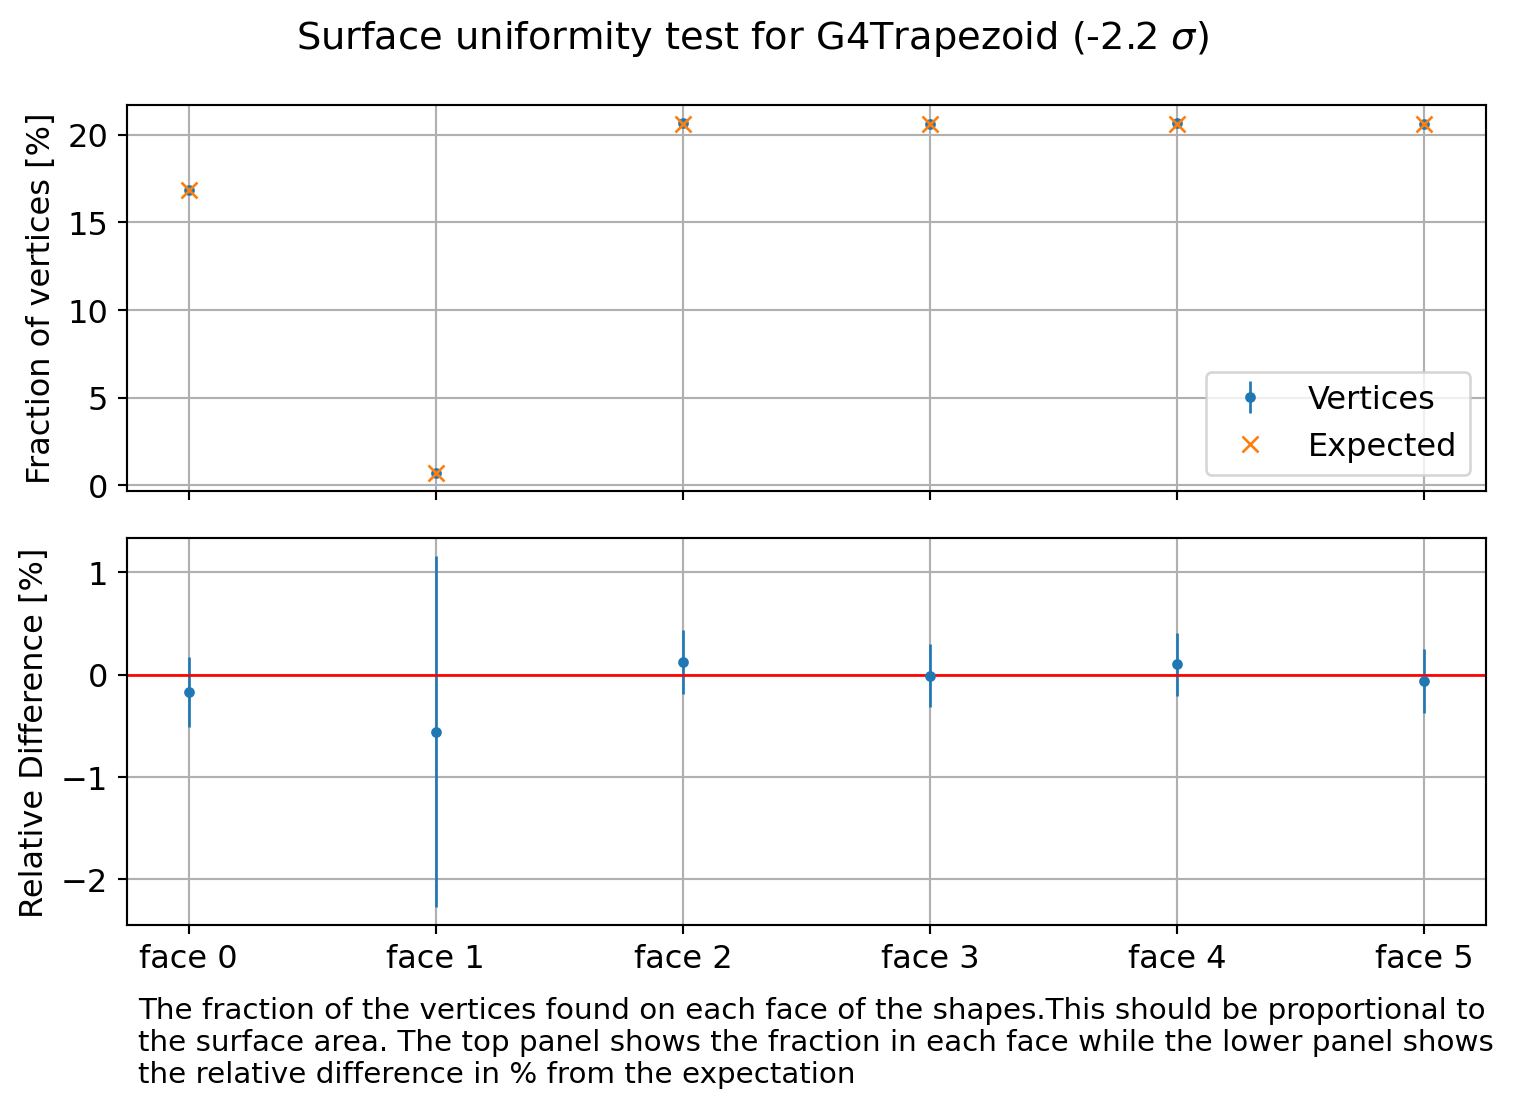 Surface uniformity test for G4Trapezoid (-2.2 σ)
Fraction of vertices [%]
20
15
10
5
0
Vertices
Expected
Relative Difference [%]
1
0
−1
−2
face 0 face 1 face 2 face 3 face 4 face 5
The fraction of the vertices found on each face of the shapes.This should be proportional to
the surface area. The top panel shows the fraction in each face while the lower panel shows
the relative difference in % from the expectation